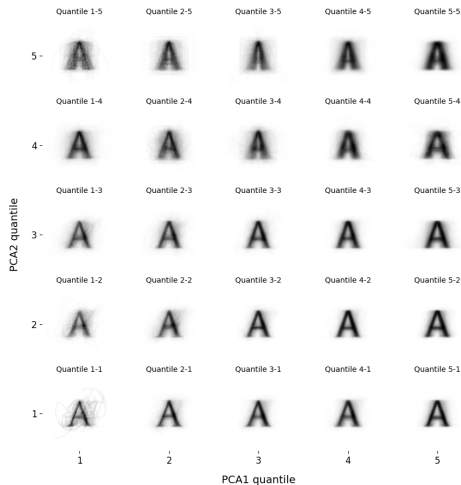 Quantile 1-5 Quantile 2-5 Quantile 3-5 Quantile 4-5 Quantile 5-5
5 A A A A A
Quantile 1-4 Quantile 2-4 Quantile 3-4 Quantile 4-4 Quantile 5-4
4 A A A A A
Quantile 1-3 Quantile 2-3 Quantile 3-3 Quantile 4-3 Quantile 5-3
3 A A A A A
Quantile 1-2 Quantile 2-2 Quantile 3-2 Quantile 4-2 Quantile 5-2
2 A A A A A
Quantile 1-1 Quantile 2-1 Quantile 3-1 Quantile 4-1 Quantile 5-1
1 A A A A A
1 2 3 4 5
PCA1 quantile
PCA2 quantile